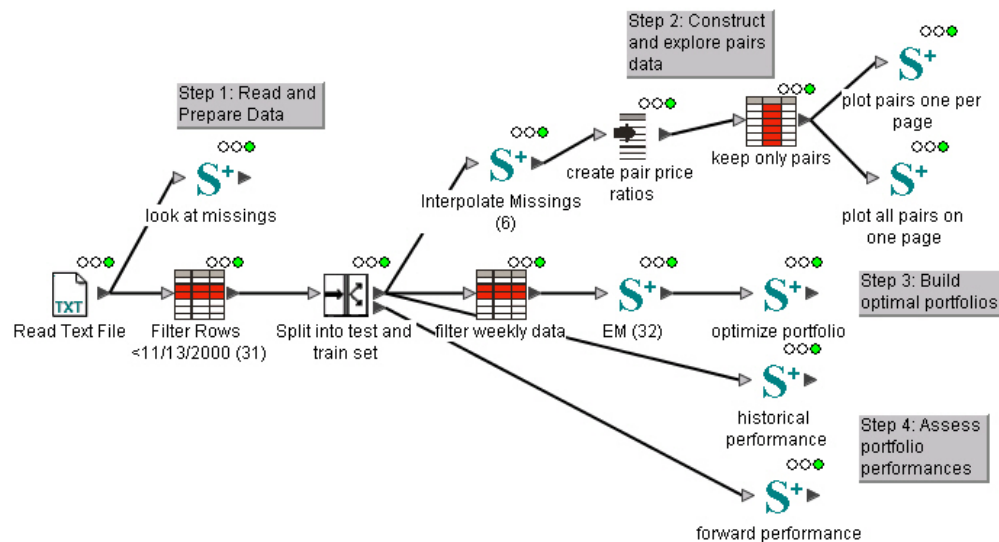 Step 1: Read and
Prepare Data
Step 2: Construct
and explore pairs
data
S+
plot pairs one per
page
S+
look at missings
S+
Interpolate Missings
(6)
create pair price
ratios
keep only pairs
S+
plot all pairs on
one page
TXT
Read Text File
Filter Rows
<11/13/2000 (31)
Split into test and
train set
filter weekly data
S+
EM (32)
S+
optimize portfolio
Step 3: Build
optimal portfolios
S+
historical
performance
Step 4: Assess
portfolio
performances
S+
forward performance